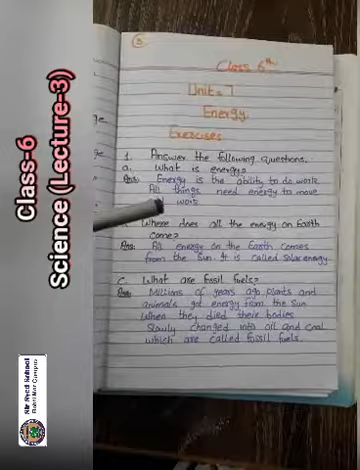 Class-6
Science (Lecture-3)
Sir Syed School
5
Class 6th
Unit = 7
Energy
Exercises
1. Answer the following questions.
a. What is energy?
Ans: Energy is the ability to do work.
All things need energy to move
work
Where does all the energy on Earth
come?
Ans: All energy on the Earth comes
from the Sun. It is called solar energy.
C. What are fossil fuels?
Ans: Millions of years ago plants and
animals got energy from the Sun
When they died their bodies
Slowly changed into oil and coal
which are called fossil fuels.